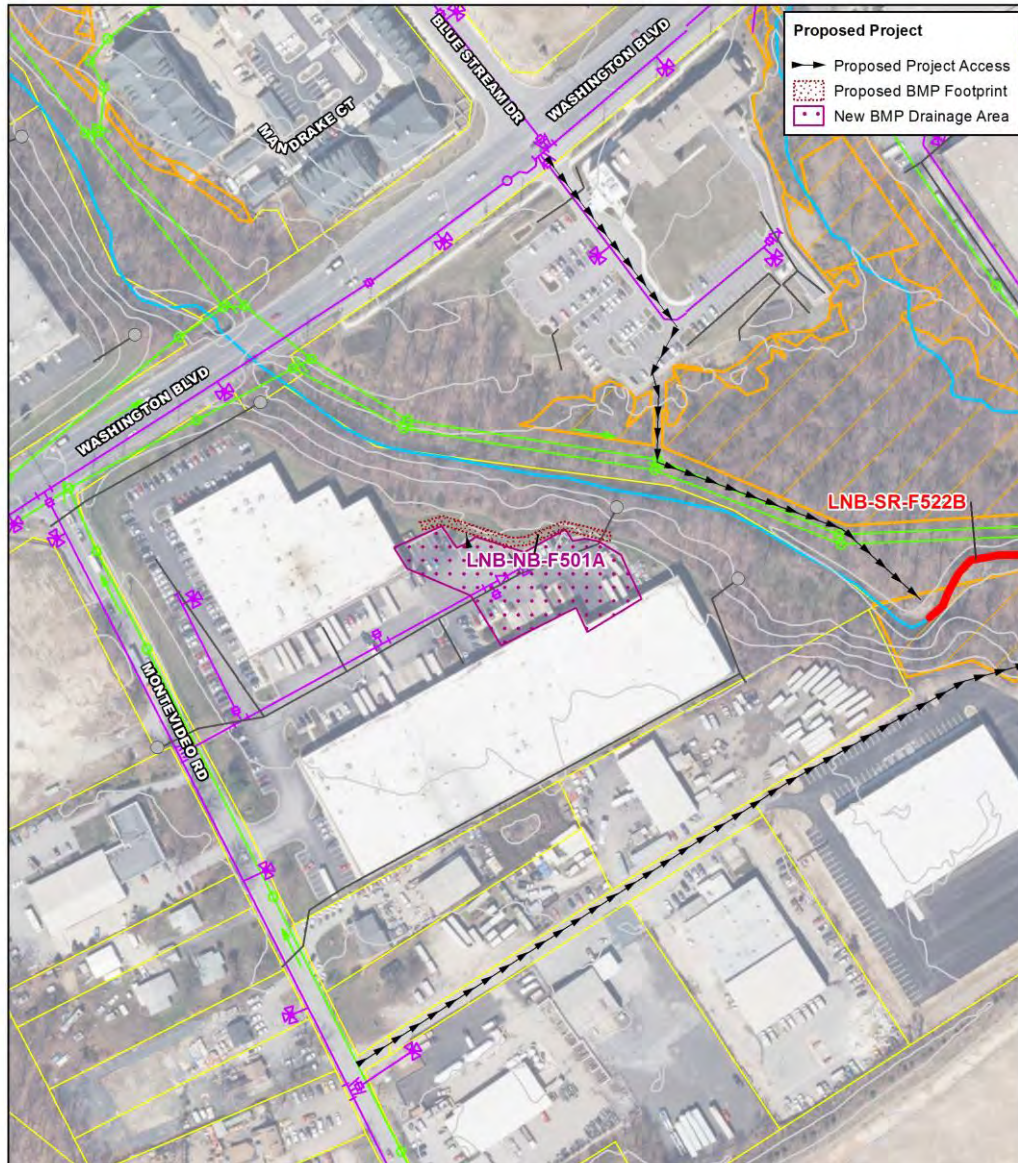 Proposed Project
Proposed Project Access
Proposed BMP Footprint
New BMP Drainage Area
BLUE STREAM DR
WASHINGTON BLVD
MANDRAKE CT
WASHINGTON BLVD
LNB-SR-F522B
LNB-NB-F501A
MONTEVIDEO RD